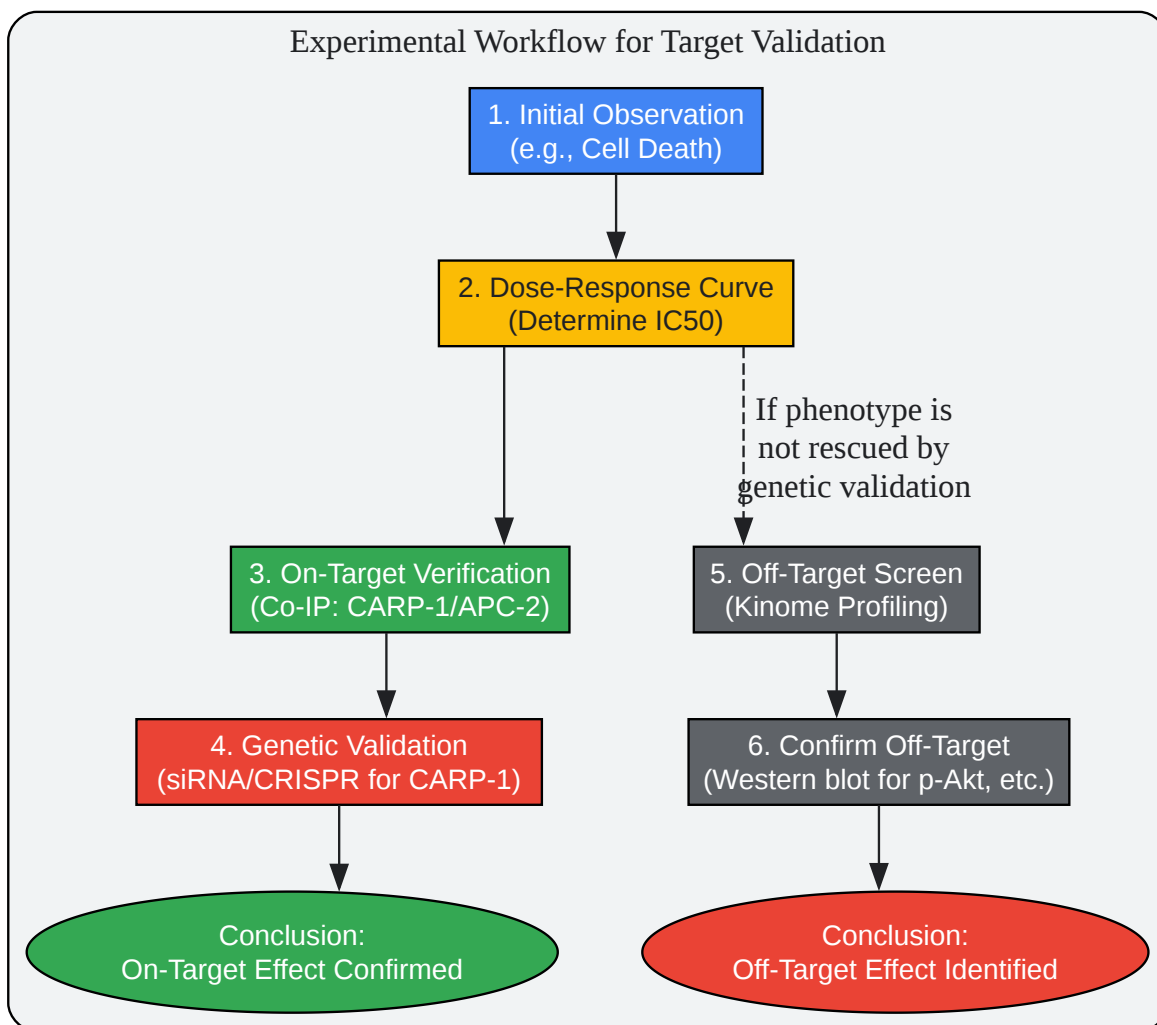 Experimental Workflow for Target Validation
1. Initial Observation
(e.g., Cell Death)
2. Dose-Response Curve
(Determine IC50)
If phenotype is
not rescued by
genetic validation
3. On-Target Verification
(Co-IP: CARP-1/APC-2)
5. Off-Target Screen
(Kinome Profiling)
4. Genetic Validation
(siRNA/CRISPR for CARP-1)
6. Confirm Off-Target
(Western blot for p-Akt, etc.)
Conclusion:
On-Target Effect Confirmed
Conclusion:
Off-Target Effect Identified